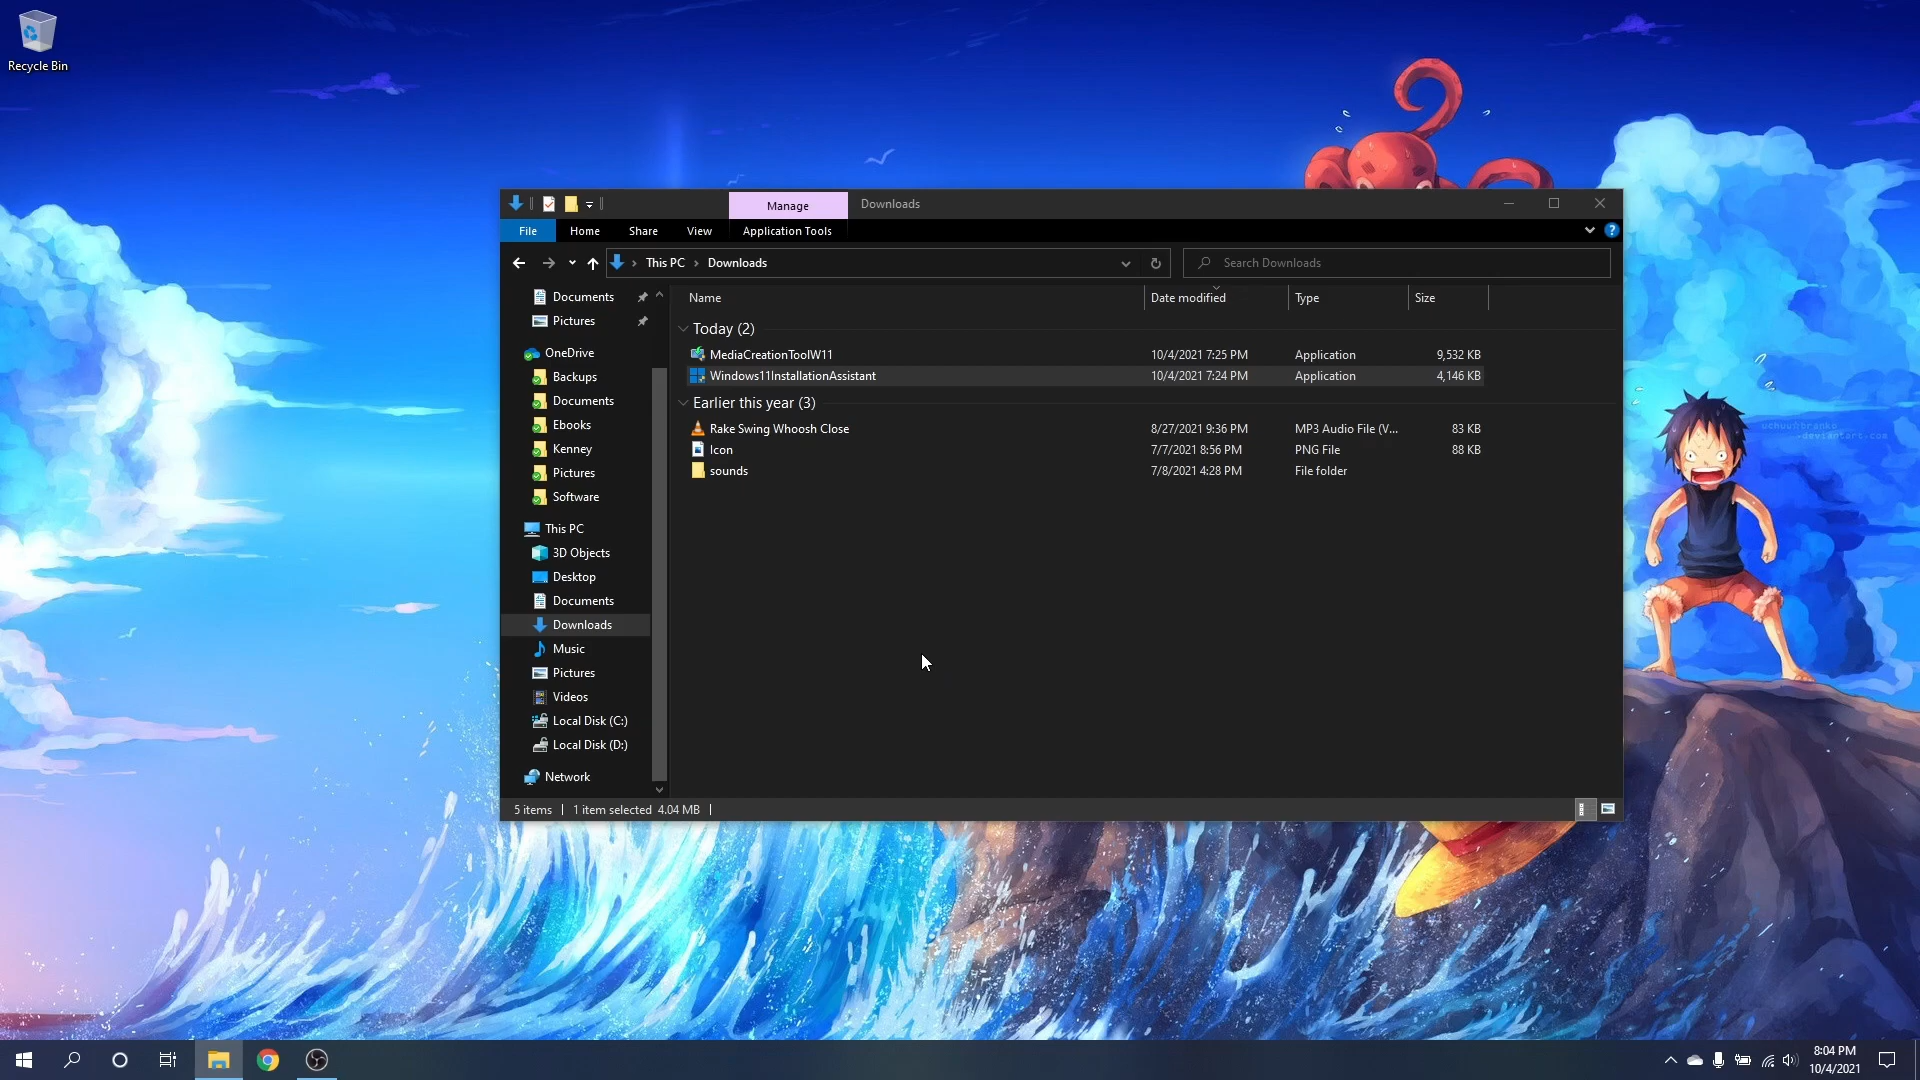 Recycle Bin
Manage
Downloads
File
Home
Share
View
Application Tools
?
This PC
Downloads
Search Downloads
Documents
Pictures
OneDrive
Backups
Documents
Ebooks
Kenney
Pictures
Software
This PC
3D Objects
Desktop
Documents
Downloads
Music
Pictures
Videos
Local Disk (C:)
Local Disk (D:)
Network
Name Date modified Type Size
Today (2)
MediaCreationToolW11 10/4/2021 7:25 PM Application 9,532 KB
Windows11InstallationAssistant 10/4/2021 7:24 PM Application 4,146 KB
Earlier this year (3)
Rake Swing Whoosh Close 8/27/2021 9:36 PM MP3 Audio File (V... 83 KB
Icon 7/7/2021 8:56 PM PNG File 88 KB
sounds 7/8/2021 4:28 PM File folder
5 items 1 item selected 4.04 MB
-deviantart-com
8:04 PM
10/4/2021